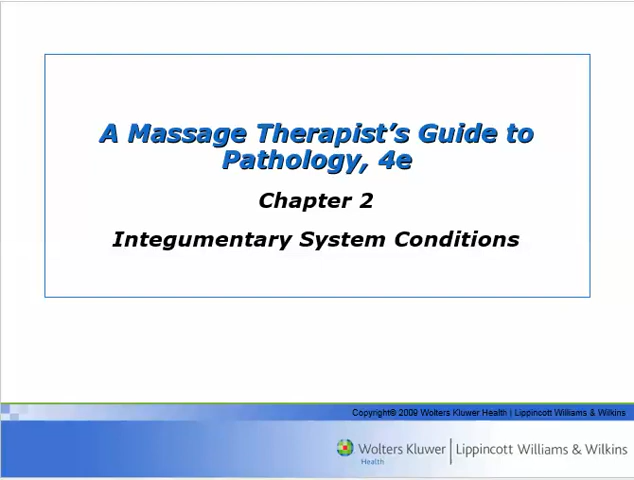 A Massage Therapist's Guide to
Pathology, 4e
Chapter 2
Integumentary System Conditions
Copyright© 2009 Wolters Kluwer Health | Lippincott Williams & Wilkins
Wolters Kluwer | Lippincott Williams & Wilkins
Health